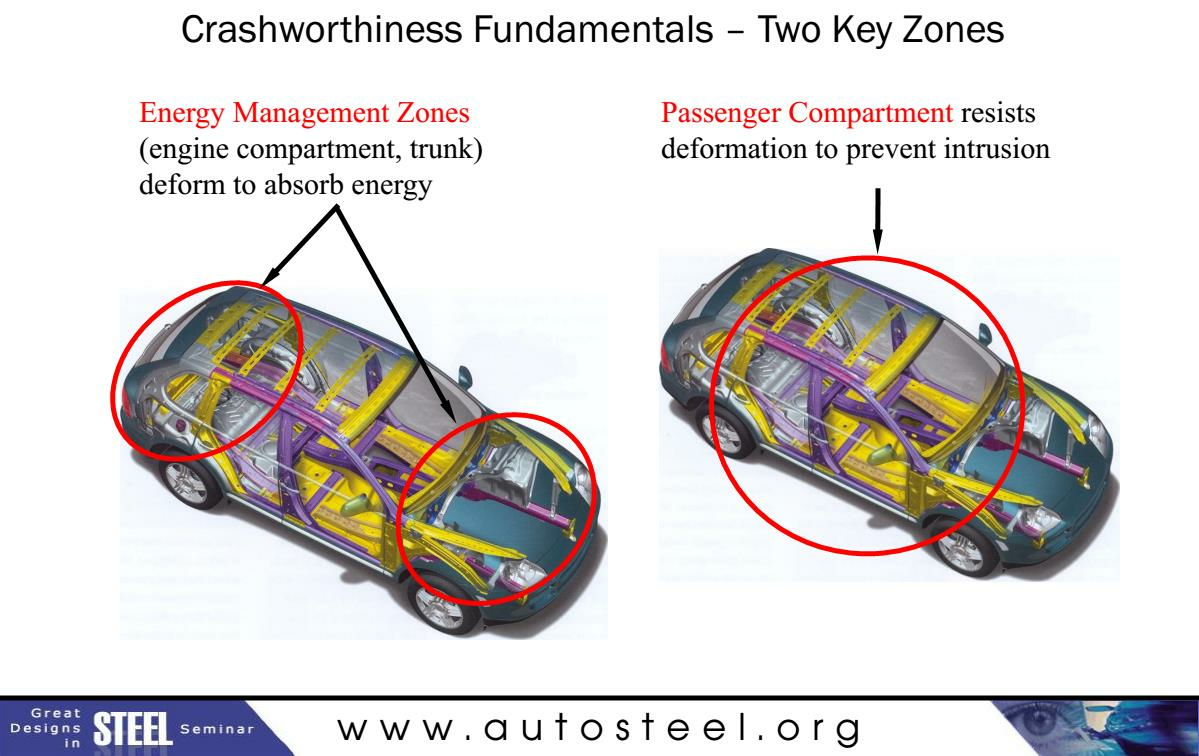 Crashworthiness Fundamentals – Two Key Zones
Energy Management Zones
(engine compartment, trunk)
deform to absorb energy
Passenger Compartment resists
deformation to prevent intrusion
Great
Designs
in
STEEL Seminar
www.autosteel.org